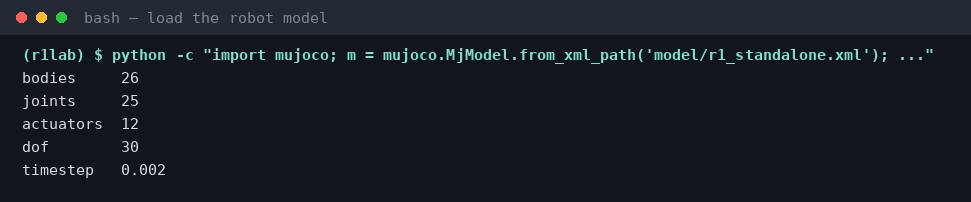 bash — load the robot model
(r1lab) $ python -c "import mujoco; m = mujoco.MjModel.from_xml_path('model/r1_standalone.xml'); ..."
bodies     26
joints     25
actuators  12
dof        30
timestep   0.002